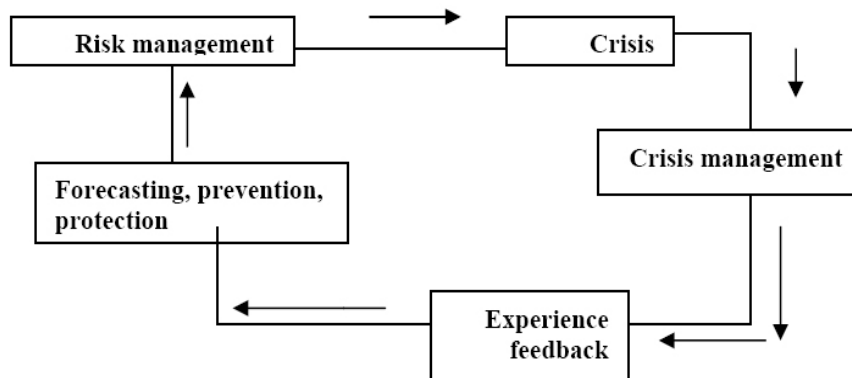 Risk management
Crisis
Crisis management
Forecasting, prevention,
protection
Experience
feedback